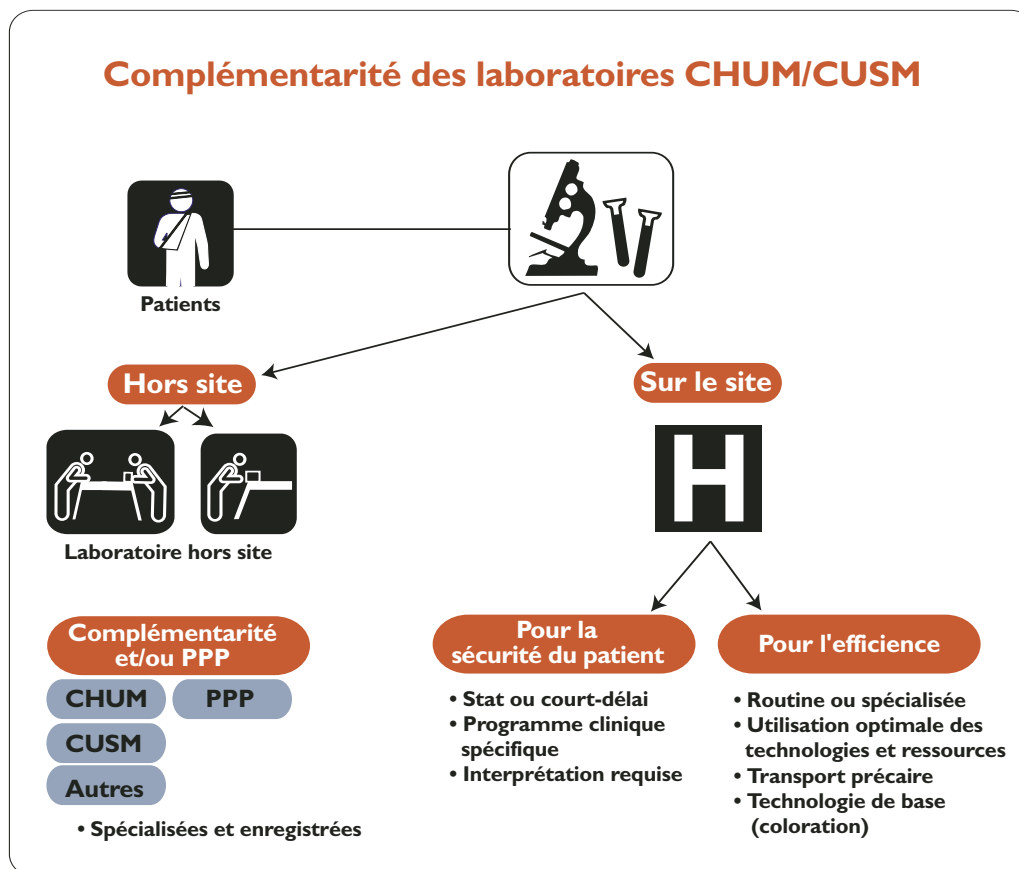 Complémentarité des laboratoires CHUM/CUSM
Patients
Hors site
Sur le site
H
Laboratoire hors site
Complémentarité
et/ou PPP
CHUM
PPP
CUSM
Autres
• Spécialisées et enregistrées
Pour la
sécurité du patient
• Stat ou court-délai
• Programme clinique
spécifique
• Interprétation requise
Pour l'efficience
• Routine ou spécialisée
• Utilisation optimale des
technologies et ressources
• Transport précaire
• Technologie de base
(coloration)